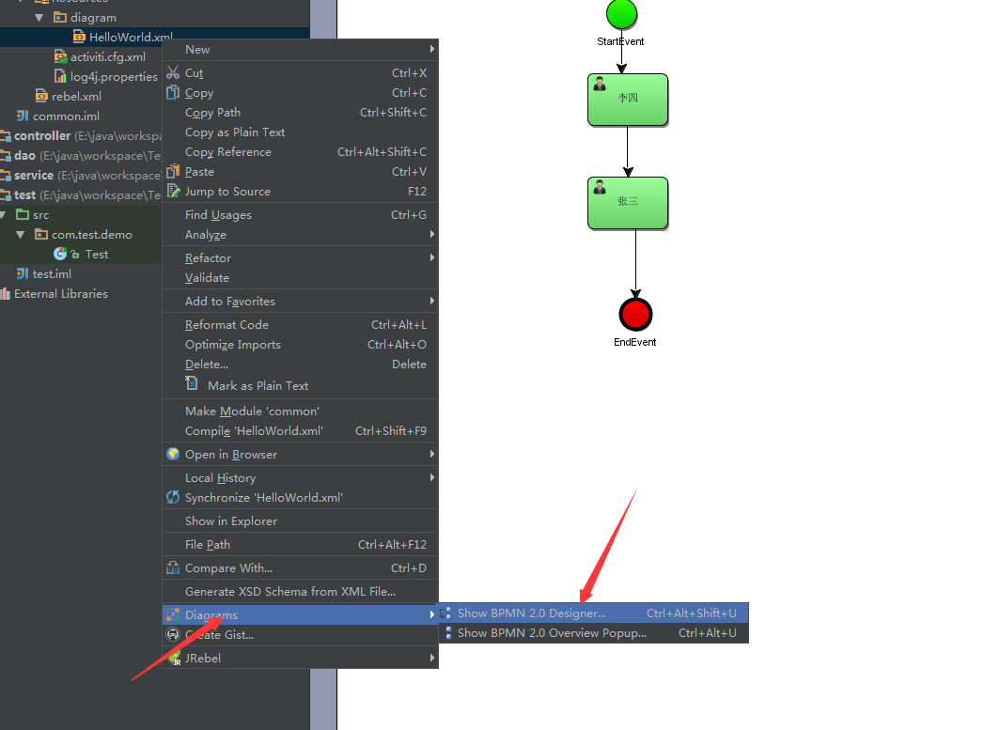 Resources
diagram
HelloWorld.xml
activiti.cfg.xml
log4j.properties
rebel.xml
common.iml
controller (E:\java\workspa
dao (E:\java\workspace\Te
service (E:\java\workspace
test (E:\java\workspace\Te
src
com.test.demo
Test
test.iml
External Libraries
New
Cut Ctrl+X
Copy Ctrl+C
Copy Path Ctrl+Shift+C
Copy as Plain Text
Copy Reference Ctrl+Alt+Shift+C
Paste Ctrl+V
Jump to Source F12
Find Usages Ctrl+G
Analyze
Refactor
Validate
Add to Favorites
Reformat Code Ctrl+Alt+L
Optimize Imports Ctrl+Alt+O
Delete... Delete
Mark as Plain Text
Make Module 'common'
Compile 'HelloWorld.xml' Ctrl+Shift+F9
Open in Browser
Local History
Synchronize 'HelloWorld.xml'
Show in Explorer
File Path Ctrl+Alt+F12
Compare With... Ctrl+D
Generate XSD Schema from XML File...
Diagrams
Create Gist...
JRebel
Show BPMN 2.0 Designer... Ctrl+Alt+Shift+U
Show BPMN 2.0 Overview Popup... Ctrl+Alt+U
StartEvent
李四
张三
EndEvent